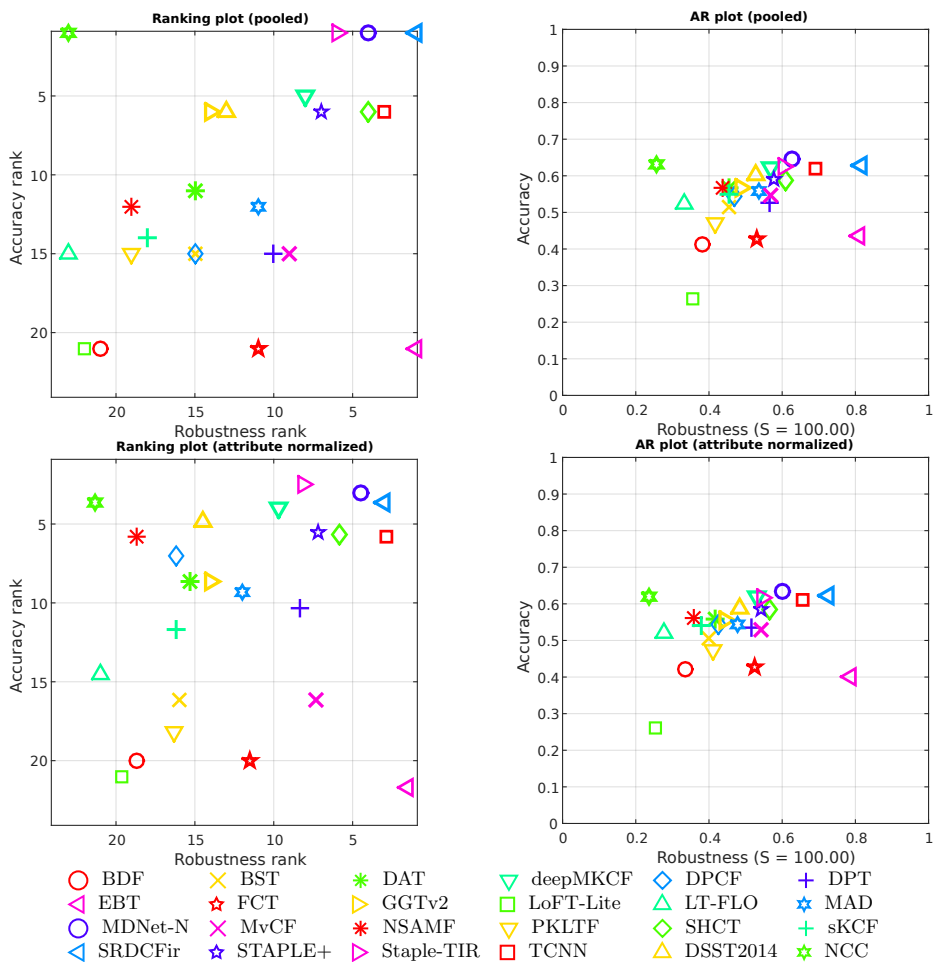 Ranking plot (pooled)
5
10
15
20
Accuracy rank
20 15 10 5
Robustness rank
AR plot (pooled)
1
0.9
0.8
0.7
0.6
0.5
0.4
0.3
0.2
0.1
0
Accuracy
0 0.2 0.4 0.6 0.8 1
Robustness (S = 100.00)
Ranking plot (attribute normalized)
5
10
15
20
Accuracy rank
20 15 10 5
Robustness rank
AR plot (attribute normalized)
1
0.9
0.8
0.7
0.6
0.5
0.4
0.3
0.2
0.1
0
Accuracy
0 0.2 0.4 0.6 0.8 1
Robustness (S = 100.00)
BDF BST DAT deepMKCF DPCF DPT
EBT FCT GGTv2 LoFT-Lite LT-FLO MAD
MDNet-N MvCF NSAMF PKLTF SHCT sKCF
SRDCFir STAPLE+ Staple-TIR TCNN DSST2014 NCC